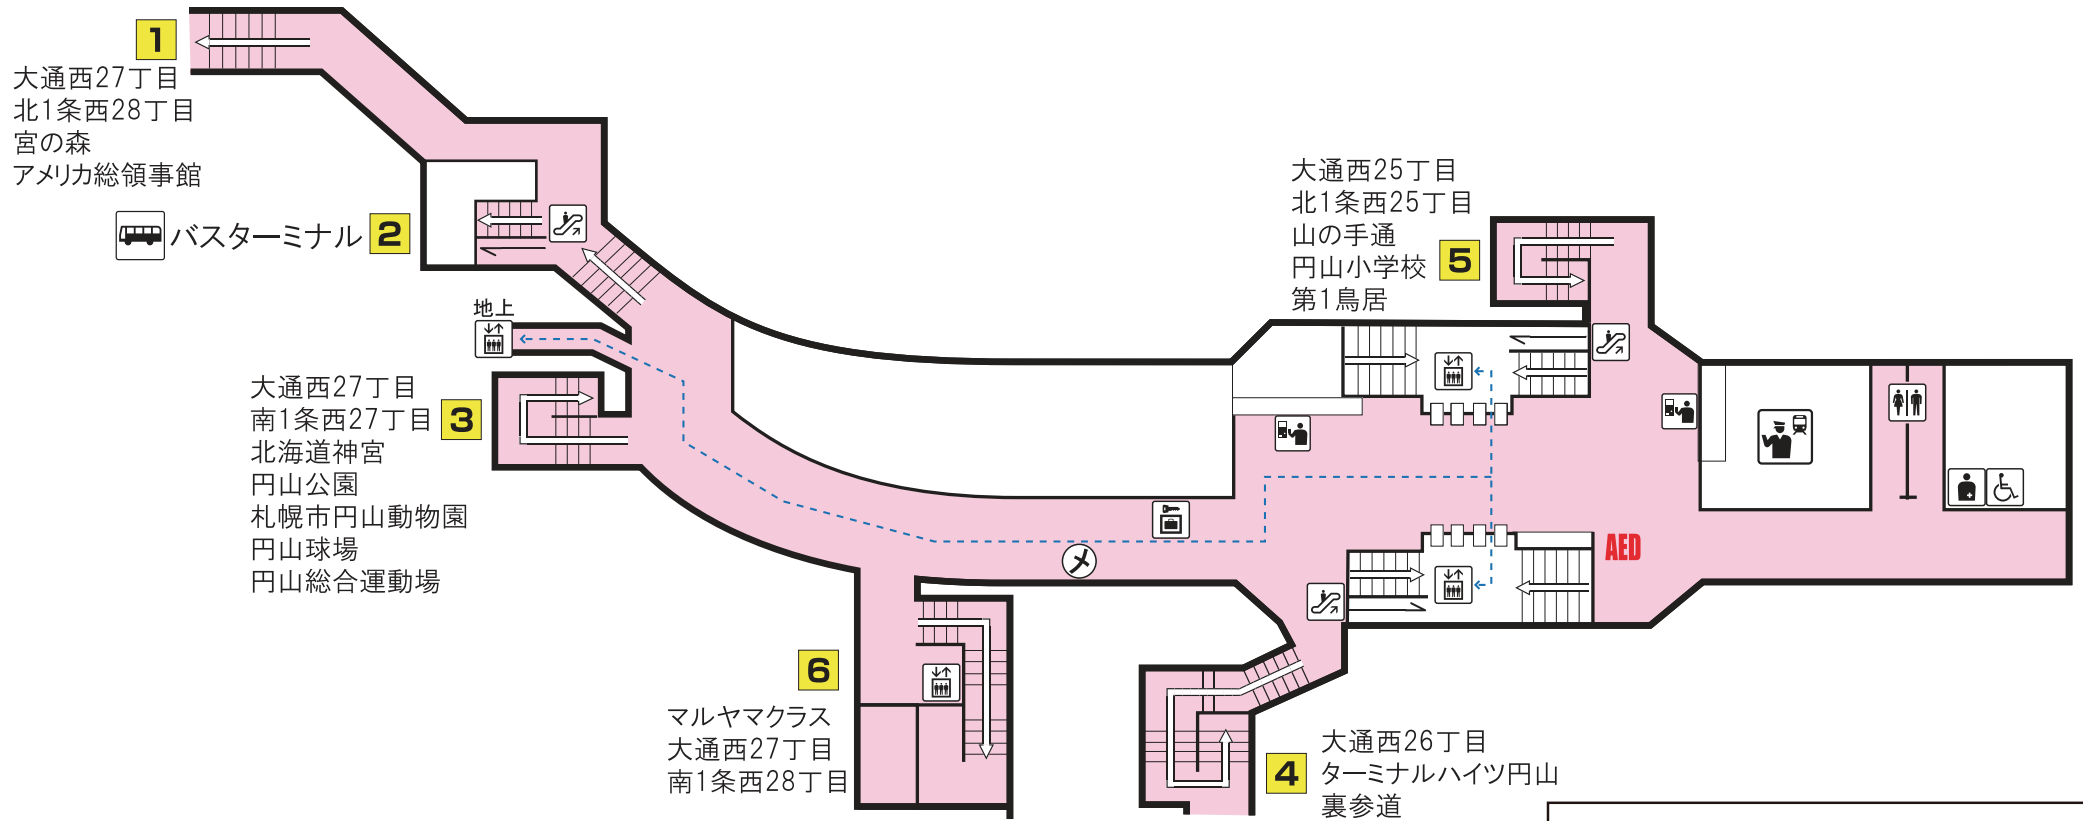 1
大通西27丁目
北1条西28丁目
宮の森
アメリカ総領事館
バスターミナル 2
地上
大通西27丁目
南1条西27丁目
3
北海道神宮
円山公園
札幌市円山動物園
円山球場
円山総合運動場
大通西25丁目
北1条西25丁目
山の手通
円山小学校
第1鳥居
5
メ
AED
6
マルヤマクラス
大通西27丁目
南1条西28丁目
4
大通西26丁目
ターミナルハイツ円山
裏参道